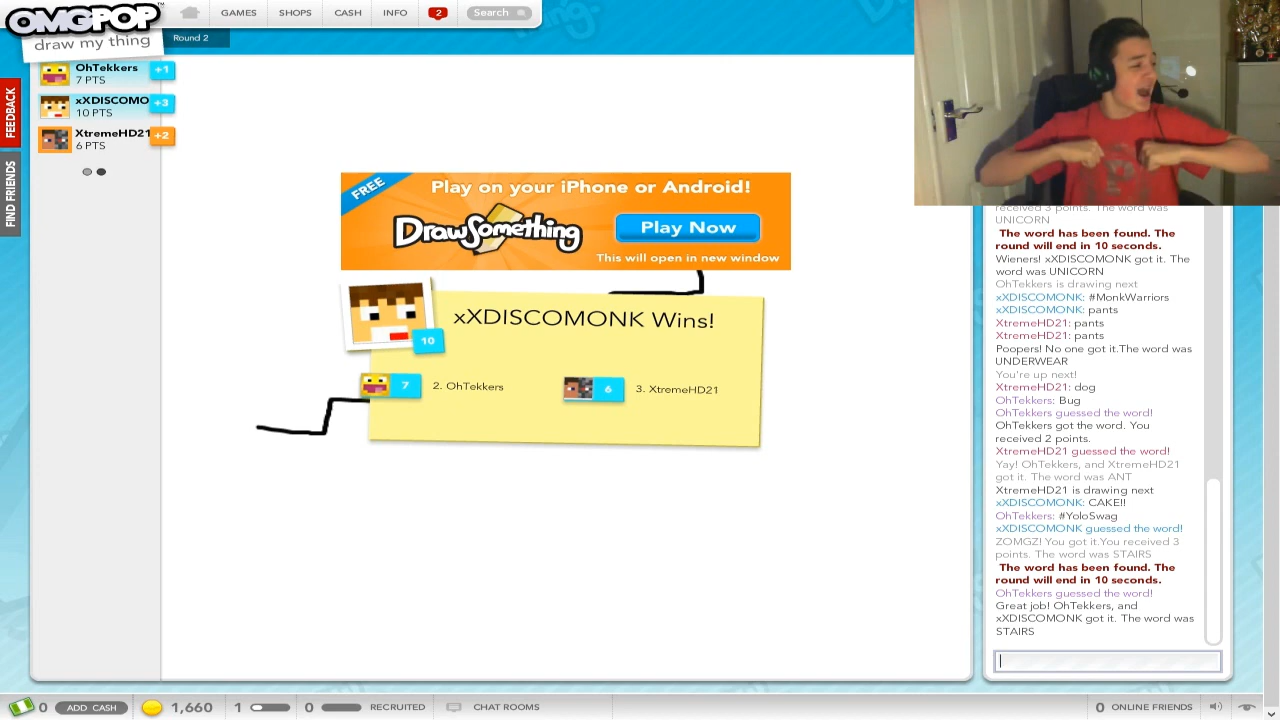 OMGPOP
draw my thing
GAMES
SHOPS
CASH
INFO
2
Search
Round 2
FEEDBACK
FIND FRIENDS
OhTekkers
7 PTS
+1
xXDISCOMO
10 PTS
+3
XtremeHD21
6 PTS
+2
FREE
Play on your iPhone or Android!
DrawSomething
Play Now
This will open in new window
xXDISCOMONK Wins!
10
7
2. OhTekkers
6
3. XtremeHD21
received 3 points. The word was
UNICORN
The word has been found. The
round will end in 10 seconds.
Wieners! xXDISCOMONK got it. The
word was UNICORN
OhTekkers is drawing next
xXDISCOMONK: #MonkWarriors
xXDISCOMONK: pants
XtremeHD21: pants
XtremeHD21: pants
Poopers! No one got it.The word was
UNDERWEAR
You're up next!
XtremeHD21: dog
OhTekkers: Bug
OhTekkers guessed the word!
OhTekkers got the word. You
received 2 points.
XtremeHD21 guessed the word!
Yay! OhTekkers, and XtremeHD21
got it. The word was ANT
XtremeHD21 is drawing next
xXDISCOMONK: CAKE!!
OhTekkers: #YoloSwag
xXDISCOMONK guessed the word!
ZOMGZ! You got it.You received 3
points. The word was STAIRS
The word has been found. The
round will end in 10 seconds.
OhTekkers guessed the word!
Great job! OhTekkers, and
xXDISCOMONK got it. The word was
STAIRS
0
ADD CASH
1,660
1
0
RECRUITED
CHAT ROOMS
0 ONLINE FRIENDS